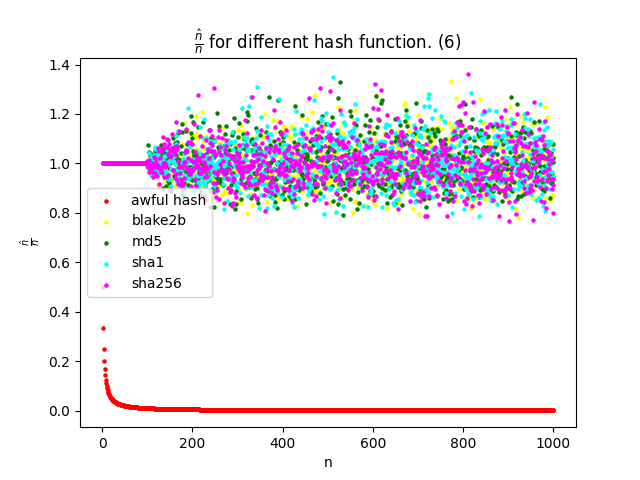 n̂/n for different hash function. (6)
1.4
1.2
1.0
0.8
0.6
0.4
0.2
0.0
n̂/n
awful hash
blake2b
md5
sha1
sha256
0 200 400 600 800 1000
n